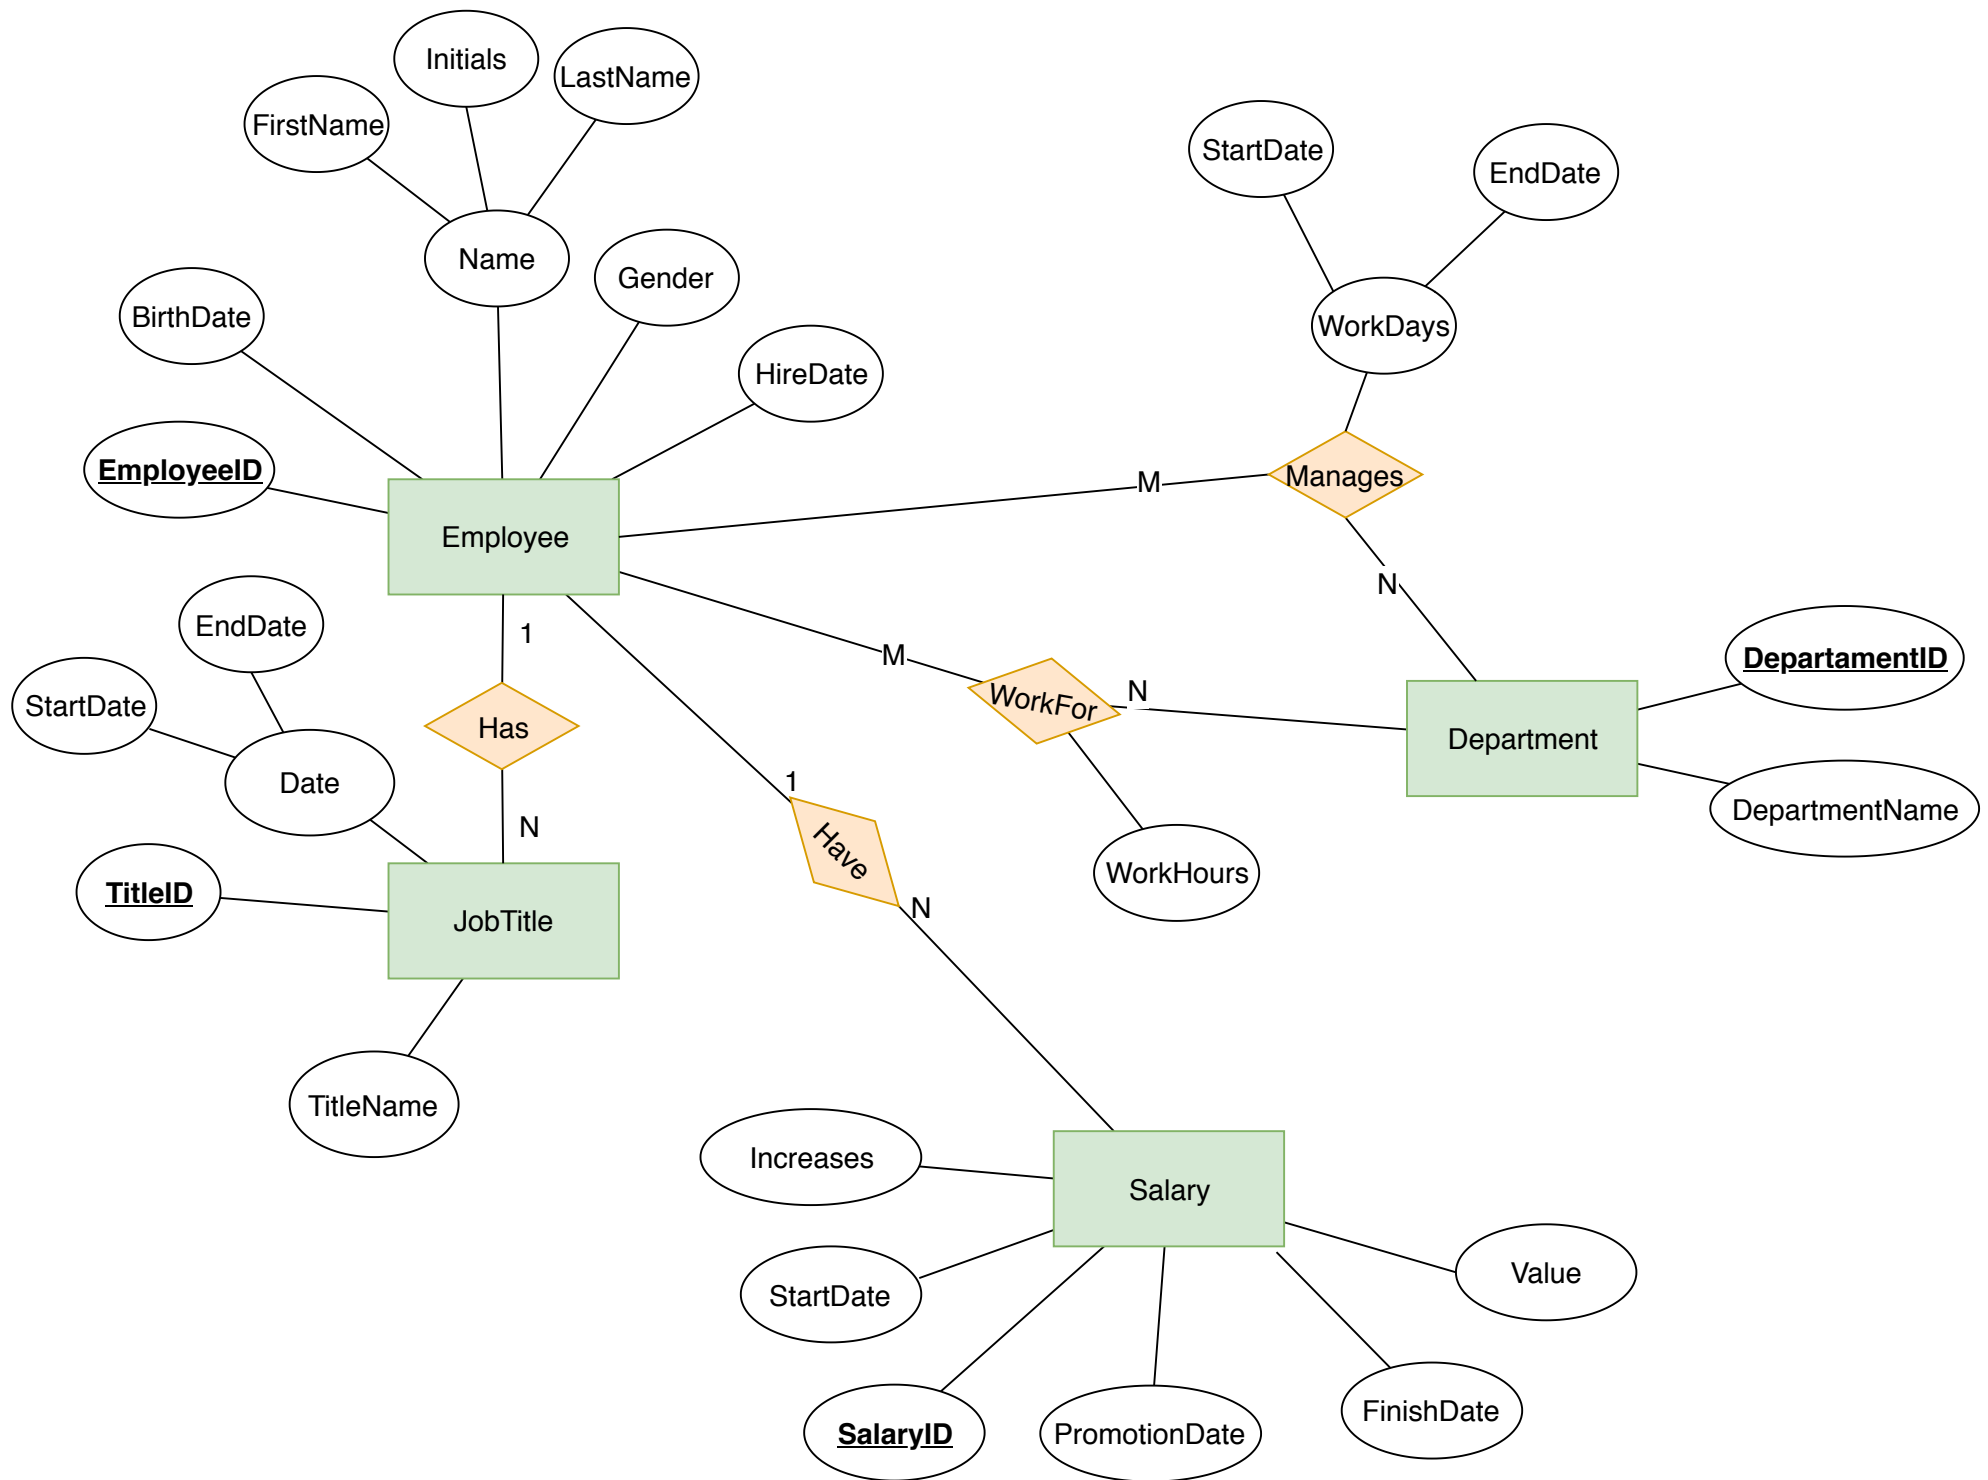 Initials
LastName
FirstName
StartDate
EndDate
Name
Gender
BirthDate
WorkDays
HireDate
EmployeeID
Manages
M
Employee
N
EndDate
1
M
DepartamentID
StartDate
WorkFor
N
Has
Department
Date
1
N
Have
DepartmentName
WorkHours
TitleID
JobTitle
N
TitleName
Increases
Salary
StartDate
Value
SalaryID
PromotionDate
FinishDate